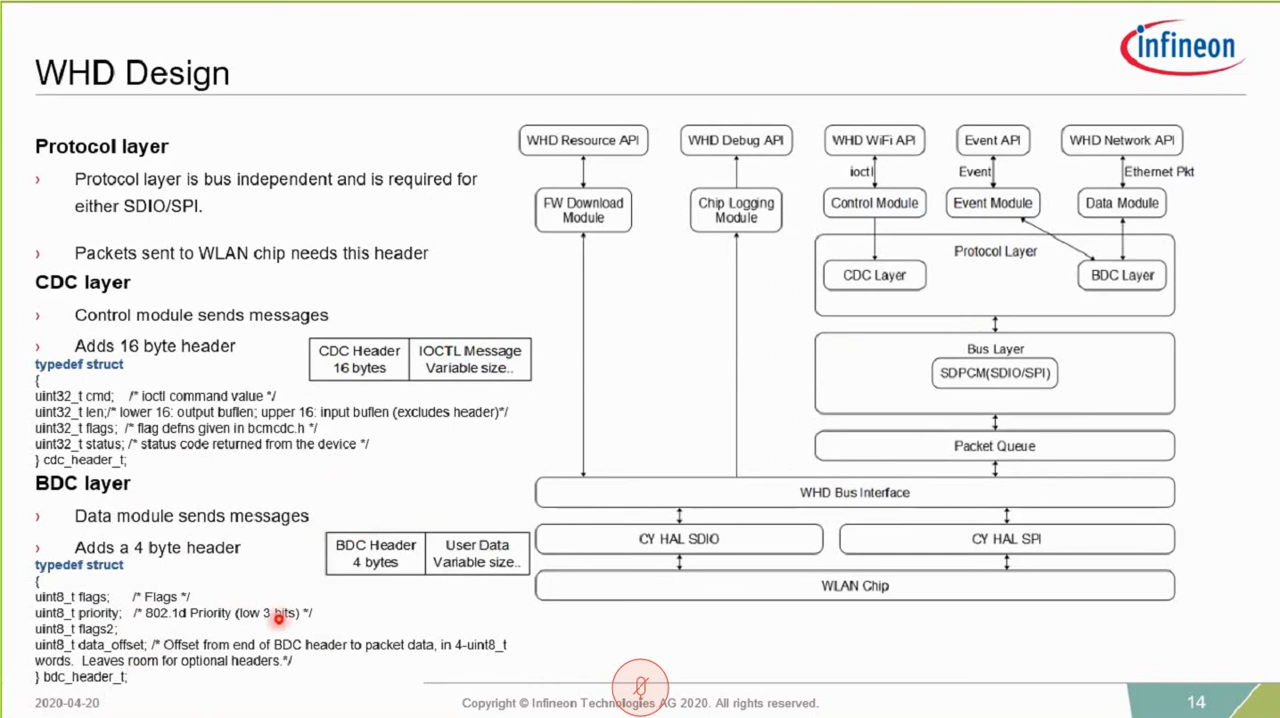 infineon
WHD Design
Protocol layer
› Protocol layer is bus independent and is required for
either SDIO/SPI.
› Packets sent to WLAN chip needs this header
CDC layer
› Control module sends messages
› Adds 16 byte header
CDC Header
16 bytes
IOCTL Message
Variable size..
typedef struct
{
uint32_t cmd; /* ioctl command value */
uint32_t len;/* lower 16: output buflen; upper 16: input buflen (excludes header)*/
uint32_t flags; /* flag defns given in bcmcdc.h */
uint32_t status; /* status code returned from the device */
} cdc_header_t;
BDC layer
› Data module sends messages
› Adds a 4 byte header
BDC Header
4 bytes
User Data
Variable size..
typedef struct
{
uint8_t flags; /* Flags */
uint8_t priority; /* 802.1d Priority (low 3 bits) */
uint8_t flags2;
uint8_t data_offset; /* Offset from end of BDC header to packet data, in 4-uint8_t
words. Leaves room for optional headers.*/
} bdc_header_t;
WHD Resource API
WHD Debug API
WHD WiFi API
Event API
WHD Network API
ioctl
Event
Ethernet Pkt
FW Download
Module
Chip Logging
Module
Control Module
Event Module
Data Module
Protocol Layer
CDC Layer
BDC Layer
Bus Layer
SDPCM(SDIO/SPI)
Packet Queue
WHD Bus Interface
CY HAL SDIO
CY HAL SPI
WLAN Chip
2020-04-20
Copyright © Infineon Technologies AG 2020. All rights reserved.
14